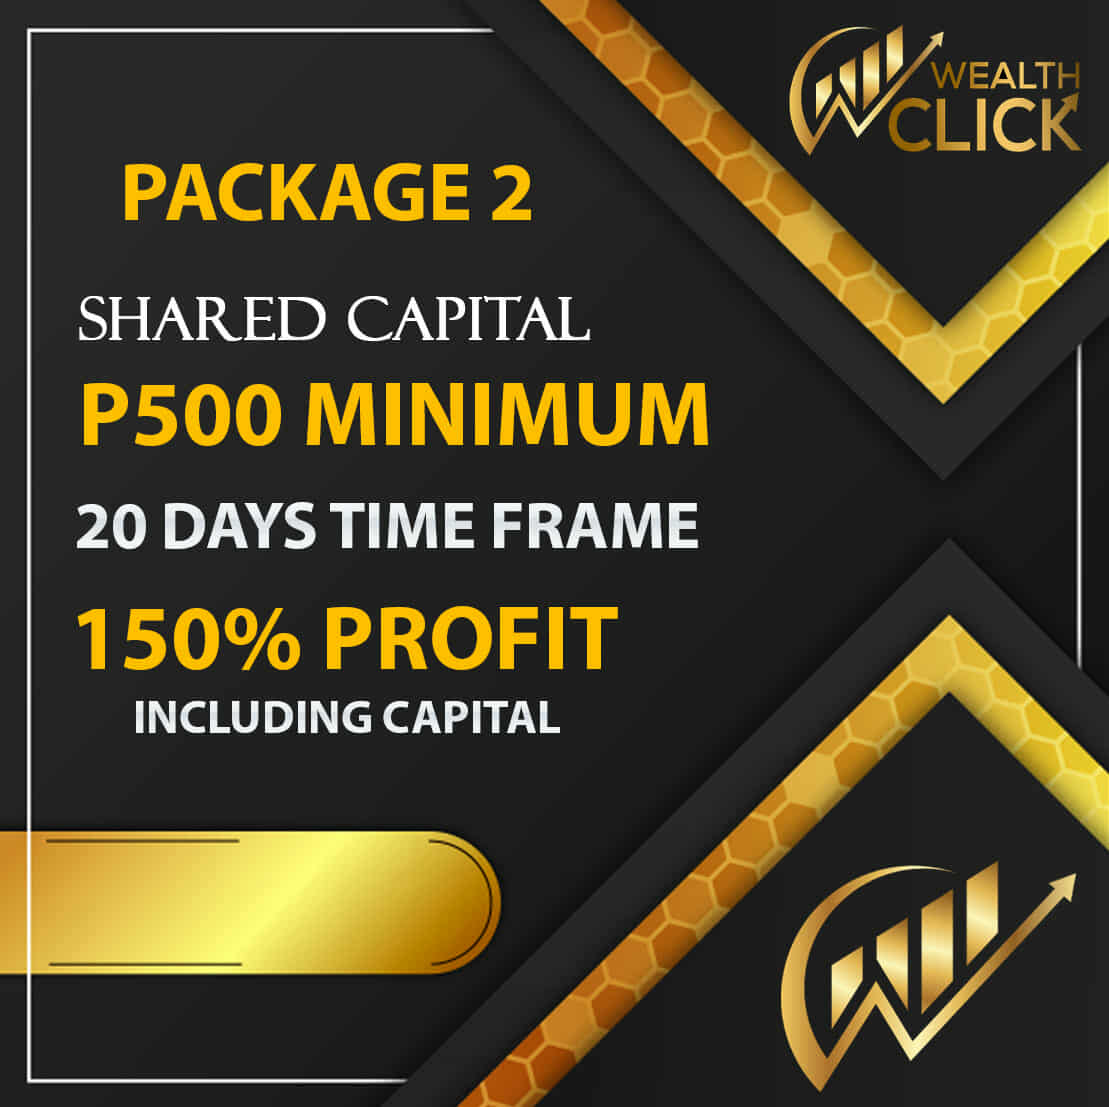 WEALTH
CLICK
PACKAGE 2
SHARED CAPITAL
P500 MINIMUM
20 DAYS TIME FRAME
150% PROFIT
INCLUDING CAPITAL